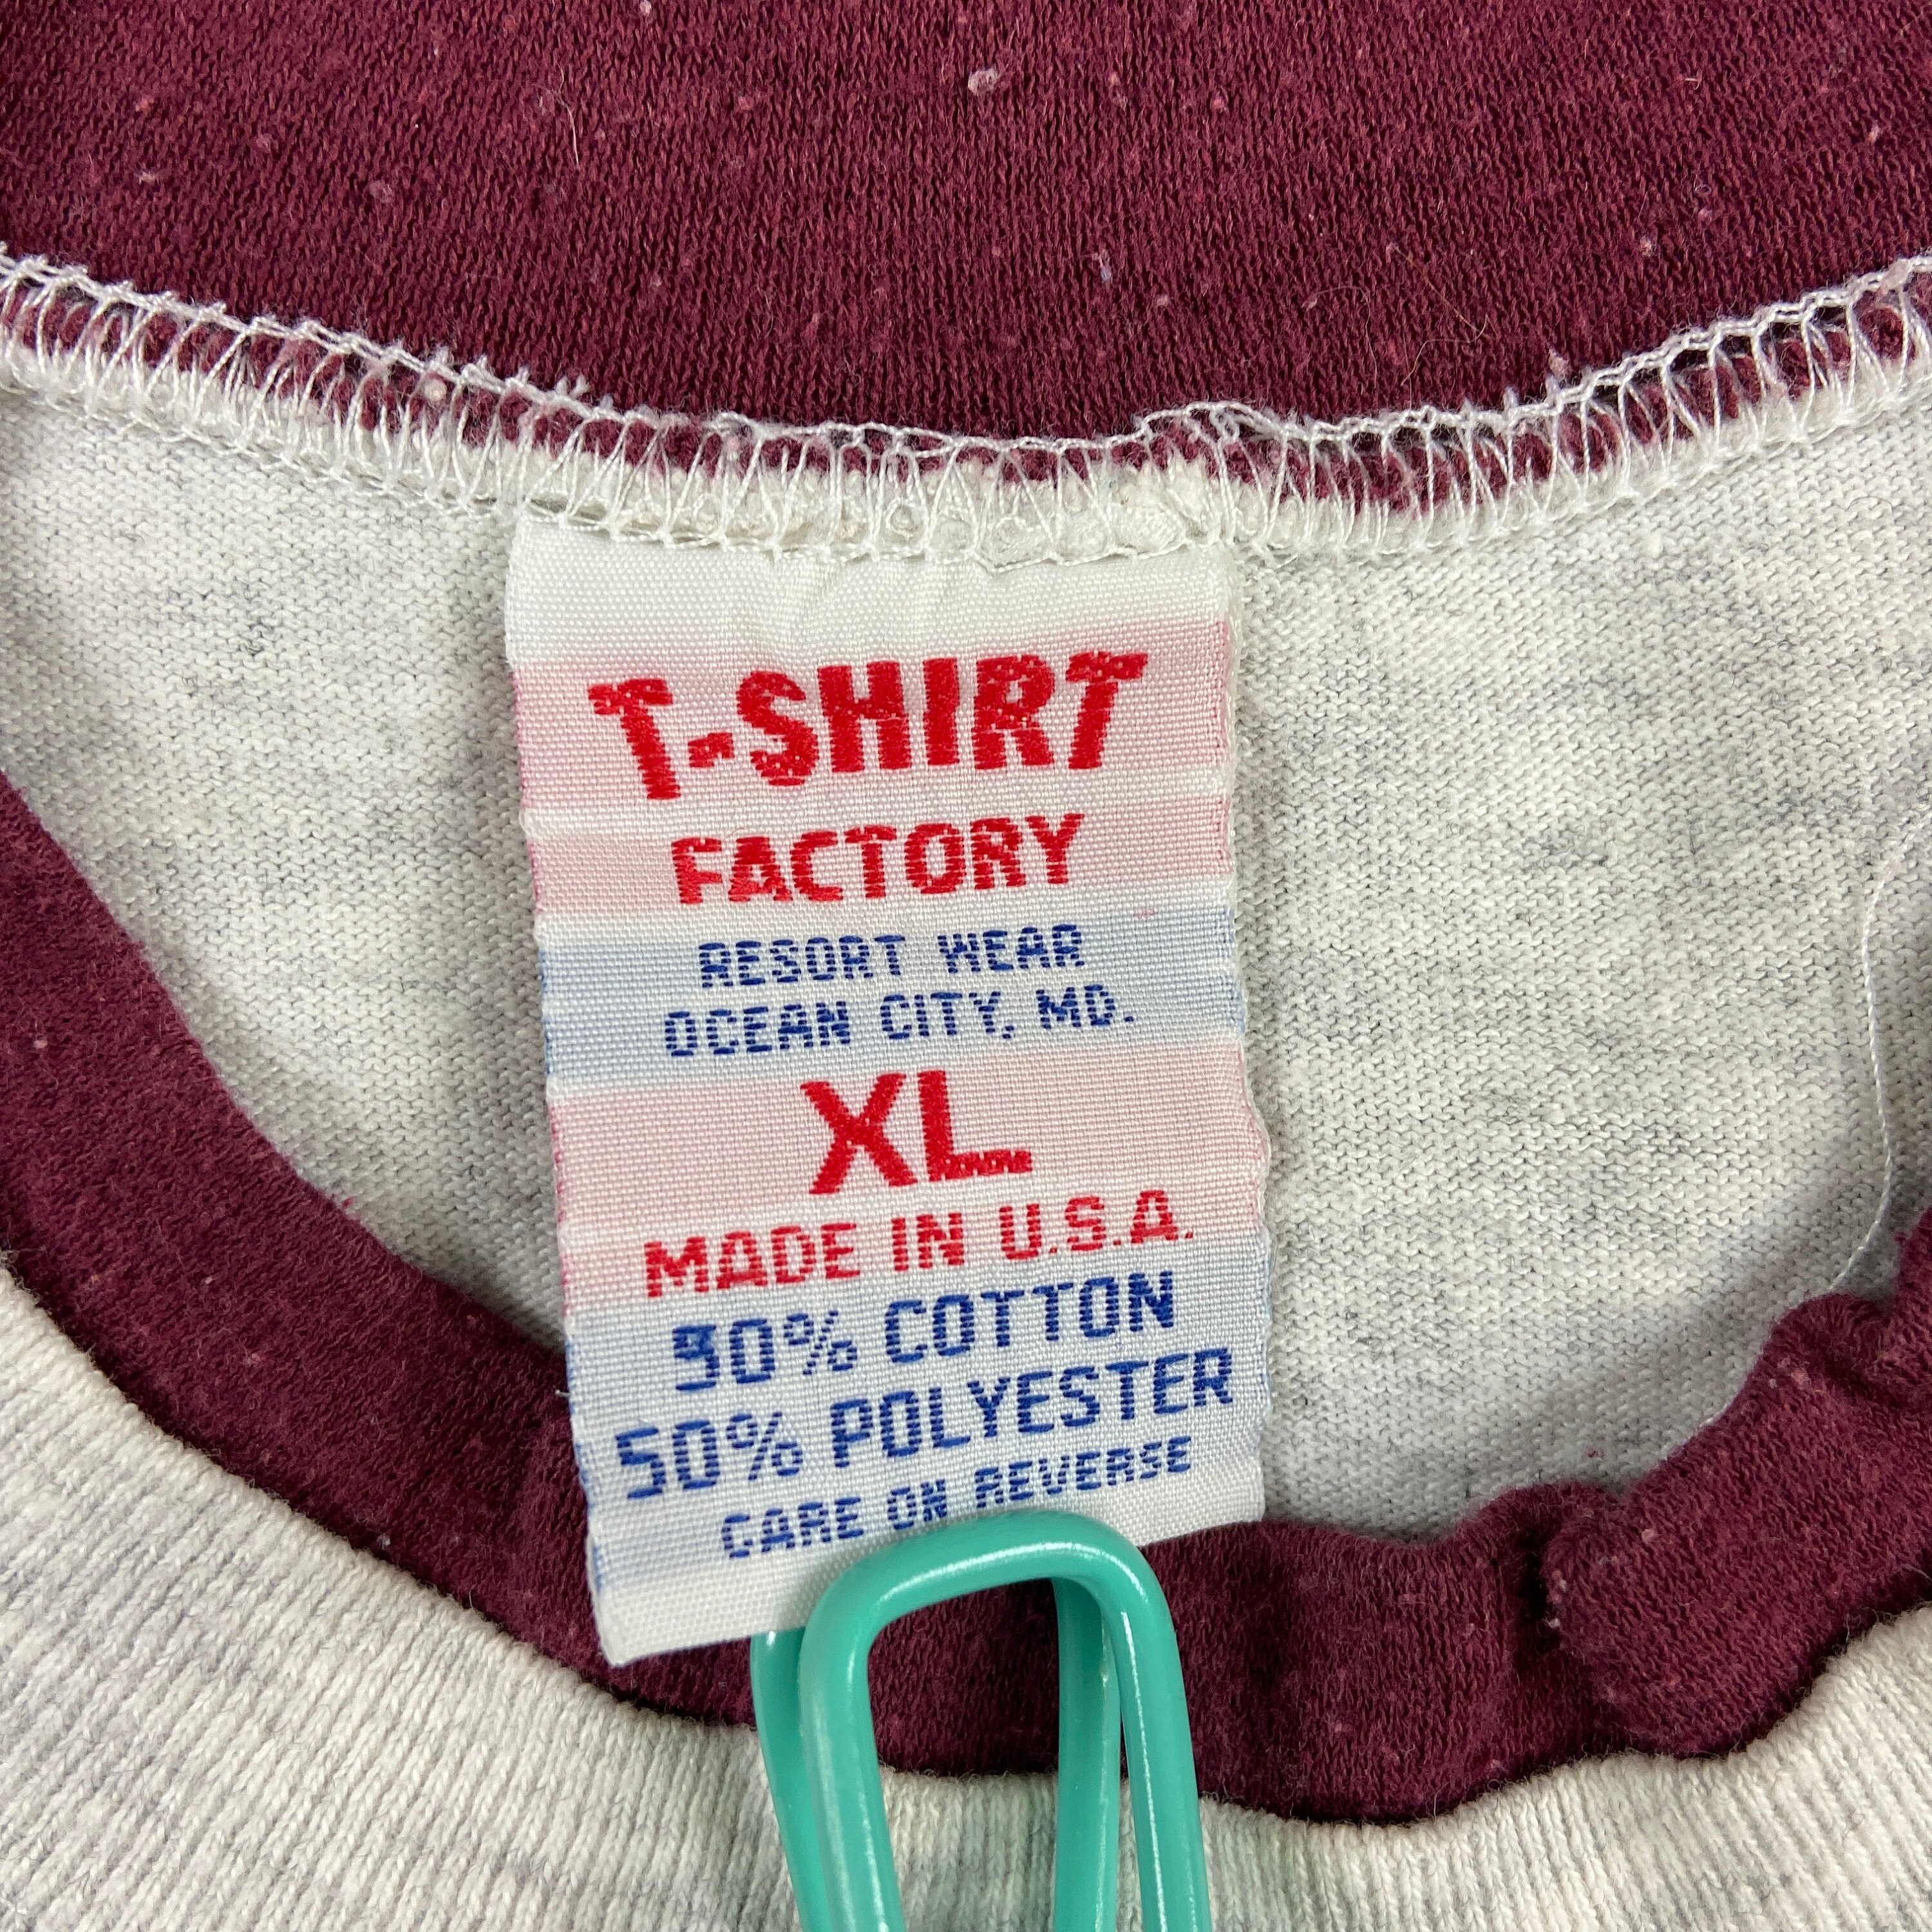 T-SHIRT
FACTORY
RESORT WEAR
OCEAN CITY, MD.
XL
MADE IN U.S.A.
50% COTTON
50% POLYESTER
CARE ON REVERSE